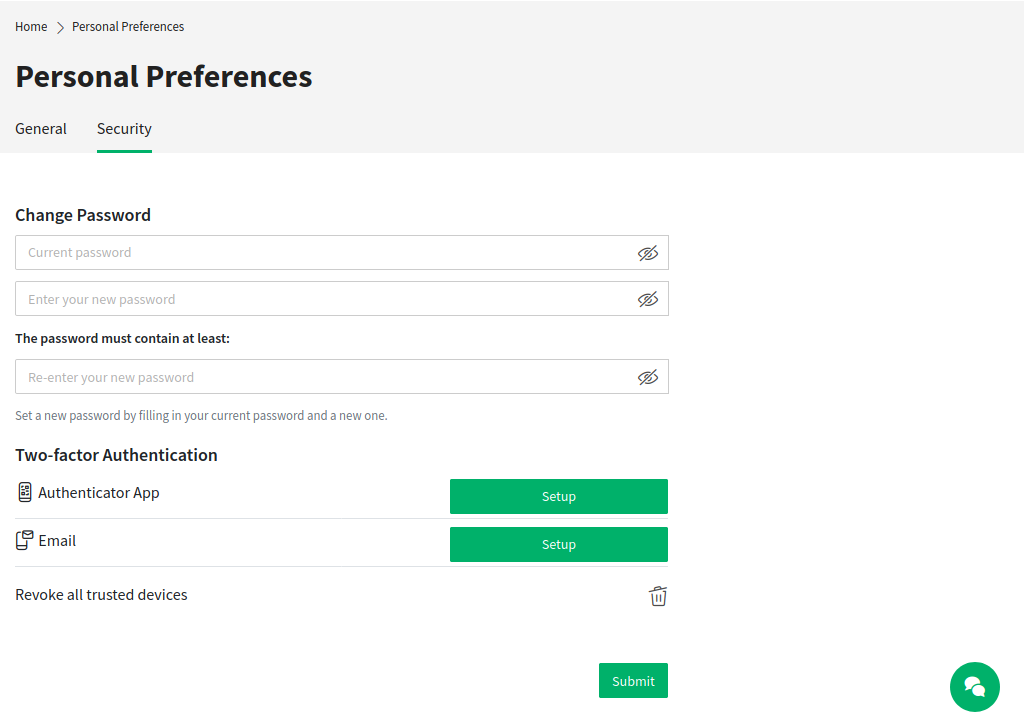 Home Personal Preferences
Personal Preferences
General Security
Change Password
Current password
Enter your new password
The password must contain at least:
Re-enter your new password
Set a new password by filling in your current password and a new one.
Two-factor Authentication
Authenticator App Setup
Email Setup
Revoke all trusted devices
Submit